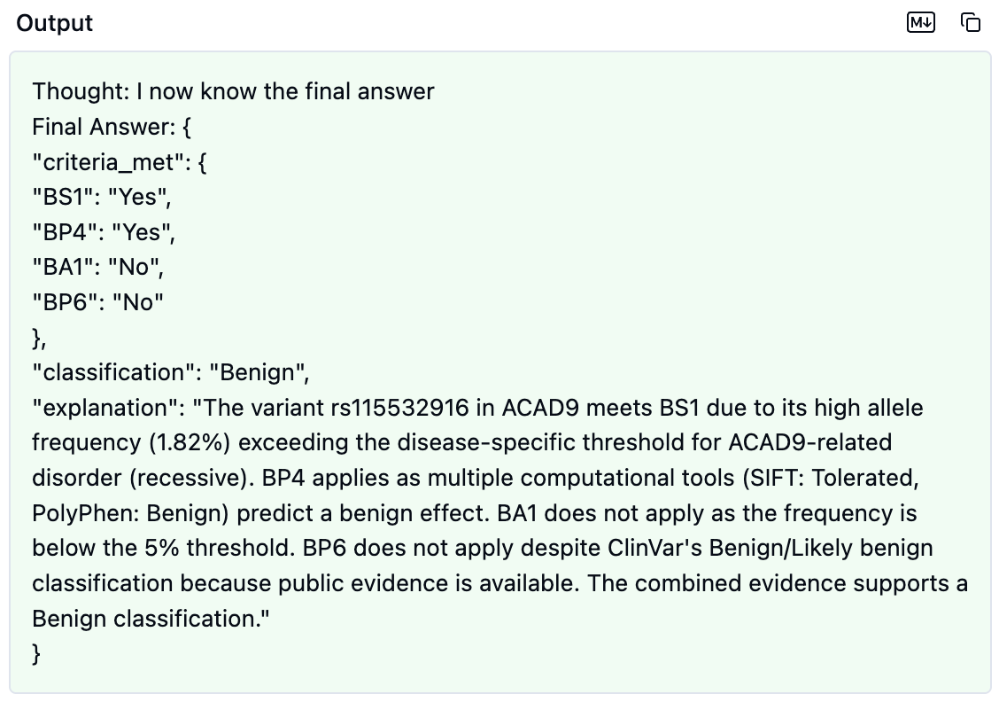 Output
M↓
Thought: I now know the final answer
Final Answer: {
"criteria_met": {
"BS1": "Yes",
"BP4": "Yes",
"BA1": "No",
"BP6": "No"
},
"classification": "Benign",
"explanation": "The variant rs115532916 in ACAD9 meets BS1 due to its high allele
frequency (1.82%) exceeding the disease-specific threshold for ACAD9-related
disorder (recessive). BP4 applies as multiple computational tools (SIFT: Tolerated,
PolyPhen: Benign) predict a benign effect. BA1 does not apply as the frequency is
below the 5% threshold. BP6 does not apply despite ClinVar's Benign/Likely benign
classification because public evidence is available. The combined evidence supports a
Benign classification."
}